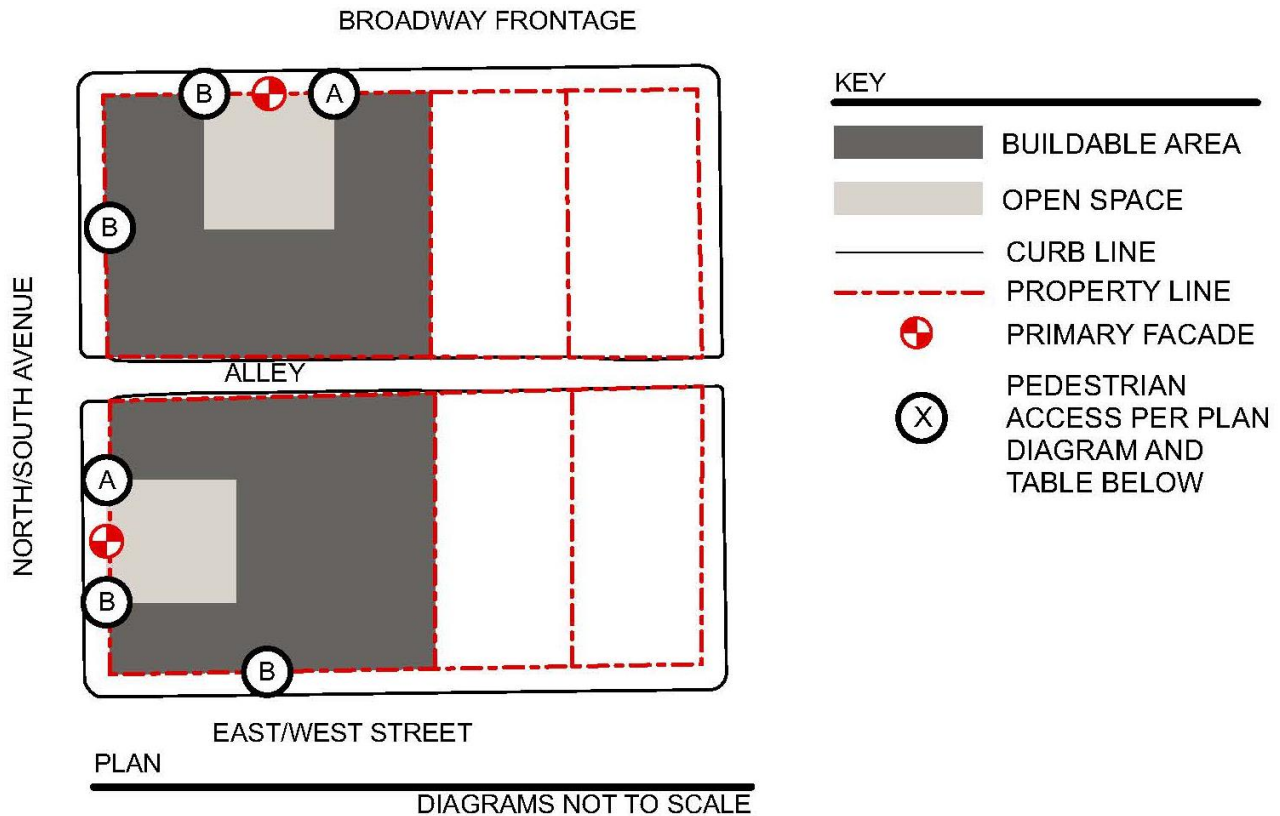 BROADWAY FRONTAGE
B
A
B
NORTH/SOUTH AVENUE
ALLEY
A
B
B
EAST/WEST STREET
PLAN
DIAGRAMS NOT TO SCALE
KEY
BUILDABLE AREA
OPEN SPACE
CURB LINE
PROPERTY LINE
PRIMARY FACADE
X
PEDESTRIAN
ACCESS PER PLAN
DIAGRAM AND
TABLE BELOW